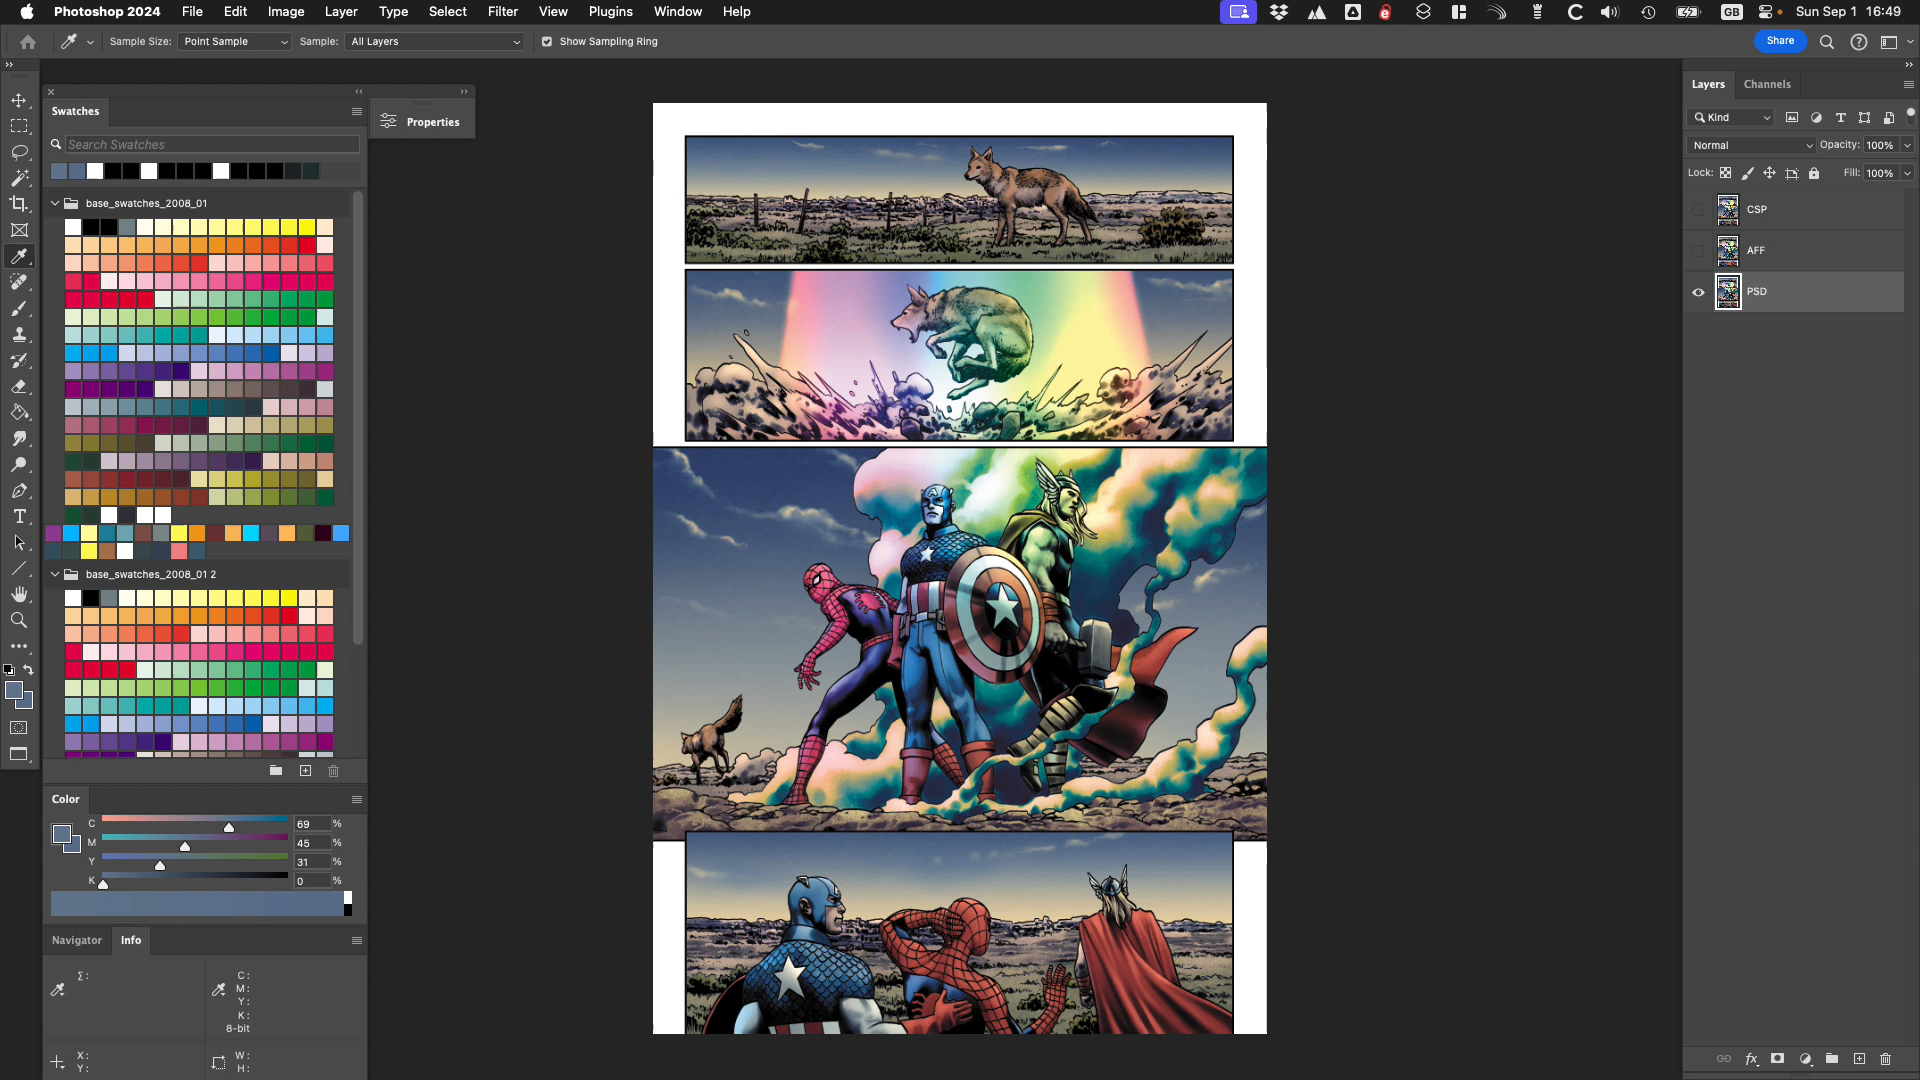 Photoshop 2024 File Edit Image Layer Type Select Filter View Plugins Window Help GB Sun Sep 1 16:49
Sample Size: Point Sample Sample: All Layers Show Sampling Ring Share
Layers Channels
Swatches
Properties
Search Swatches
Kind
Normal Opacity: 100%
Lock: Fill: 100%
base_swatches_2008_01
CSP
AFF
PSD
base_swatches_2008_01 2
Color
C 69 %
M 45 %
Y 31 %
K 0 %
Navigator Info
Σ: C:
M:
Y:
K:
8-bit
X: W:
Y: H: